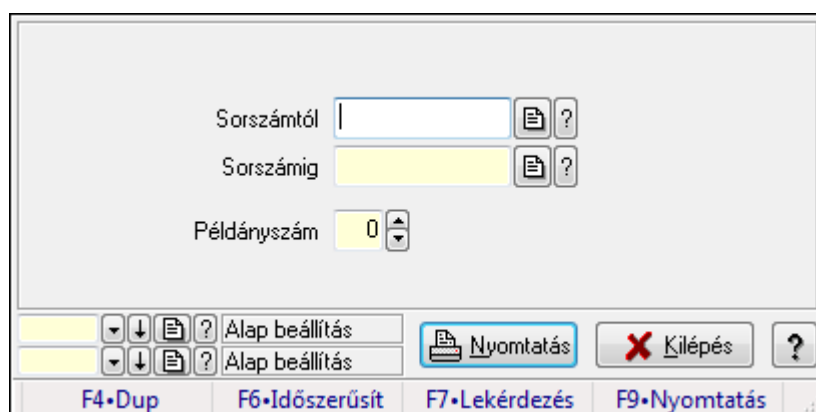 Sorszámtól ?
Sorszámig ?
Példányszám 0
? Alap beállítás
? Alap beállítás
Nyomtatás Kilépés ?
F4•Dup F6•Időszerűsít F7•Lekérdezés F9•Nyomtatás